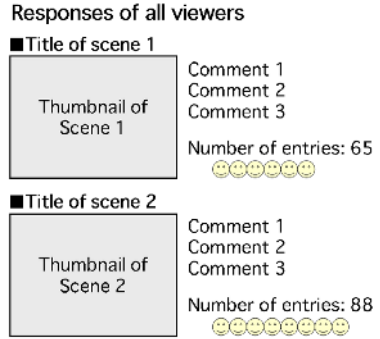 Responses of all viewers
■Title of scene 1
Thumbnail of
Scene 1
Comment 1
Comment 2
Comment 3
Number of entries: 65
■Title of scene 2
Thumbnail of
Scene 2
Comment 1
Comment 2
Comment 3
Number of entries: 88